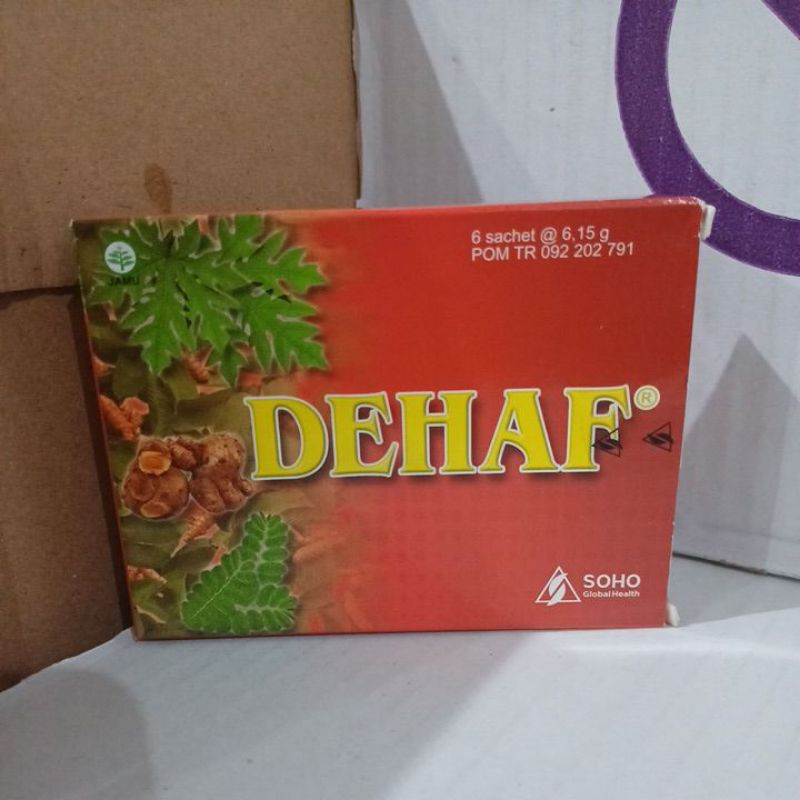 6 sachet @ 6,15 g
POM TR 092 202 791
JAMU
DEHAF®
SOHO
Global Health